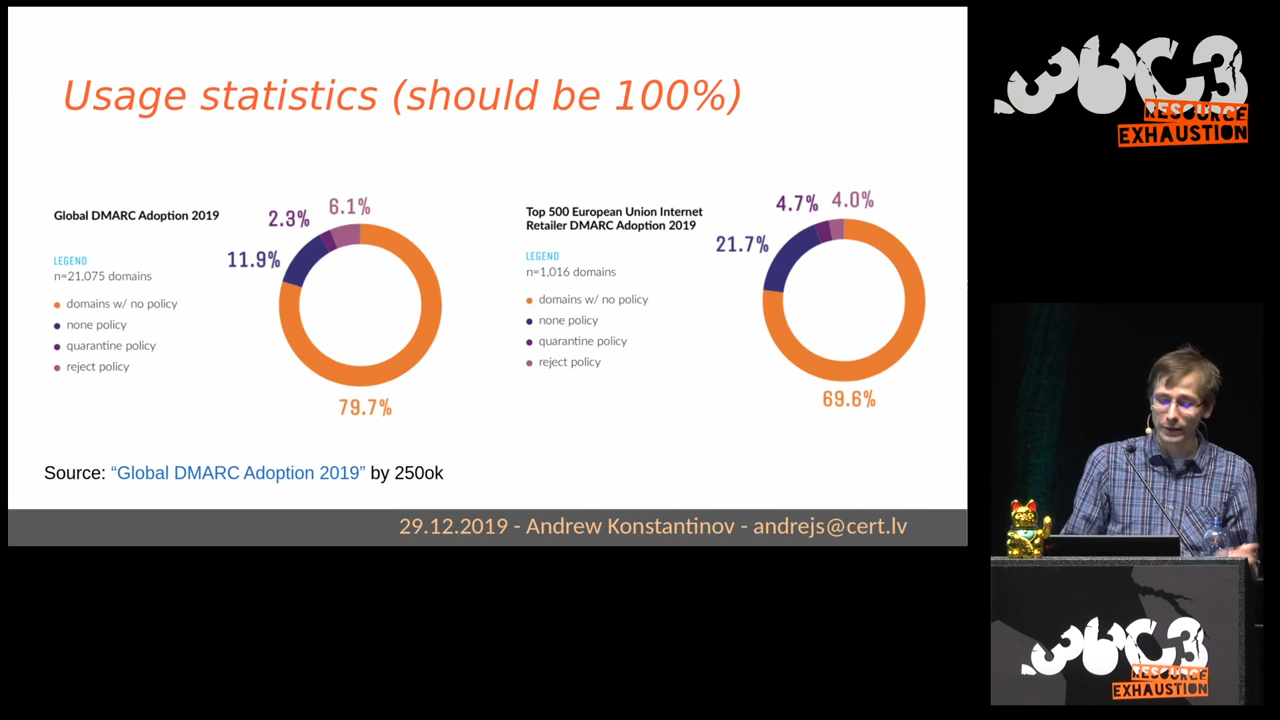 Usage statistics (should be 100%)
Global DMARC Adoption 2019
LEGEND
n=21,075 domains
domains w/ no policy
none policy
quarantine policy
reject policy
11.9%
2.3%
6.1%
79.7%
Top 500 European Union Internet
Retailer DMARC Adoption 2019
LEGEND
n=1,016 domains
domains w/ no policy
none policy
quarantine policy
reject policy
21.7%
4.7%
4.0%
69.6%
Source: “Global DMARC Adoption 2019” by 250ok
29.12.2019 - Andrew Konstantinov - andrejs@cert.lv
36C3
RESOURCE
EXHAUSTION
36C3
RESOURCE
EXHAUSTION